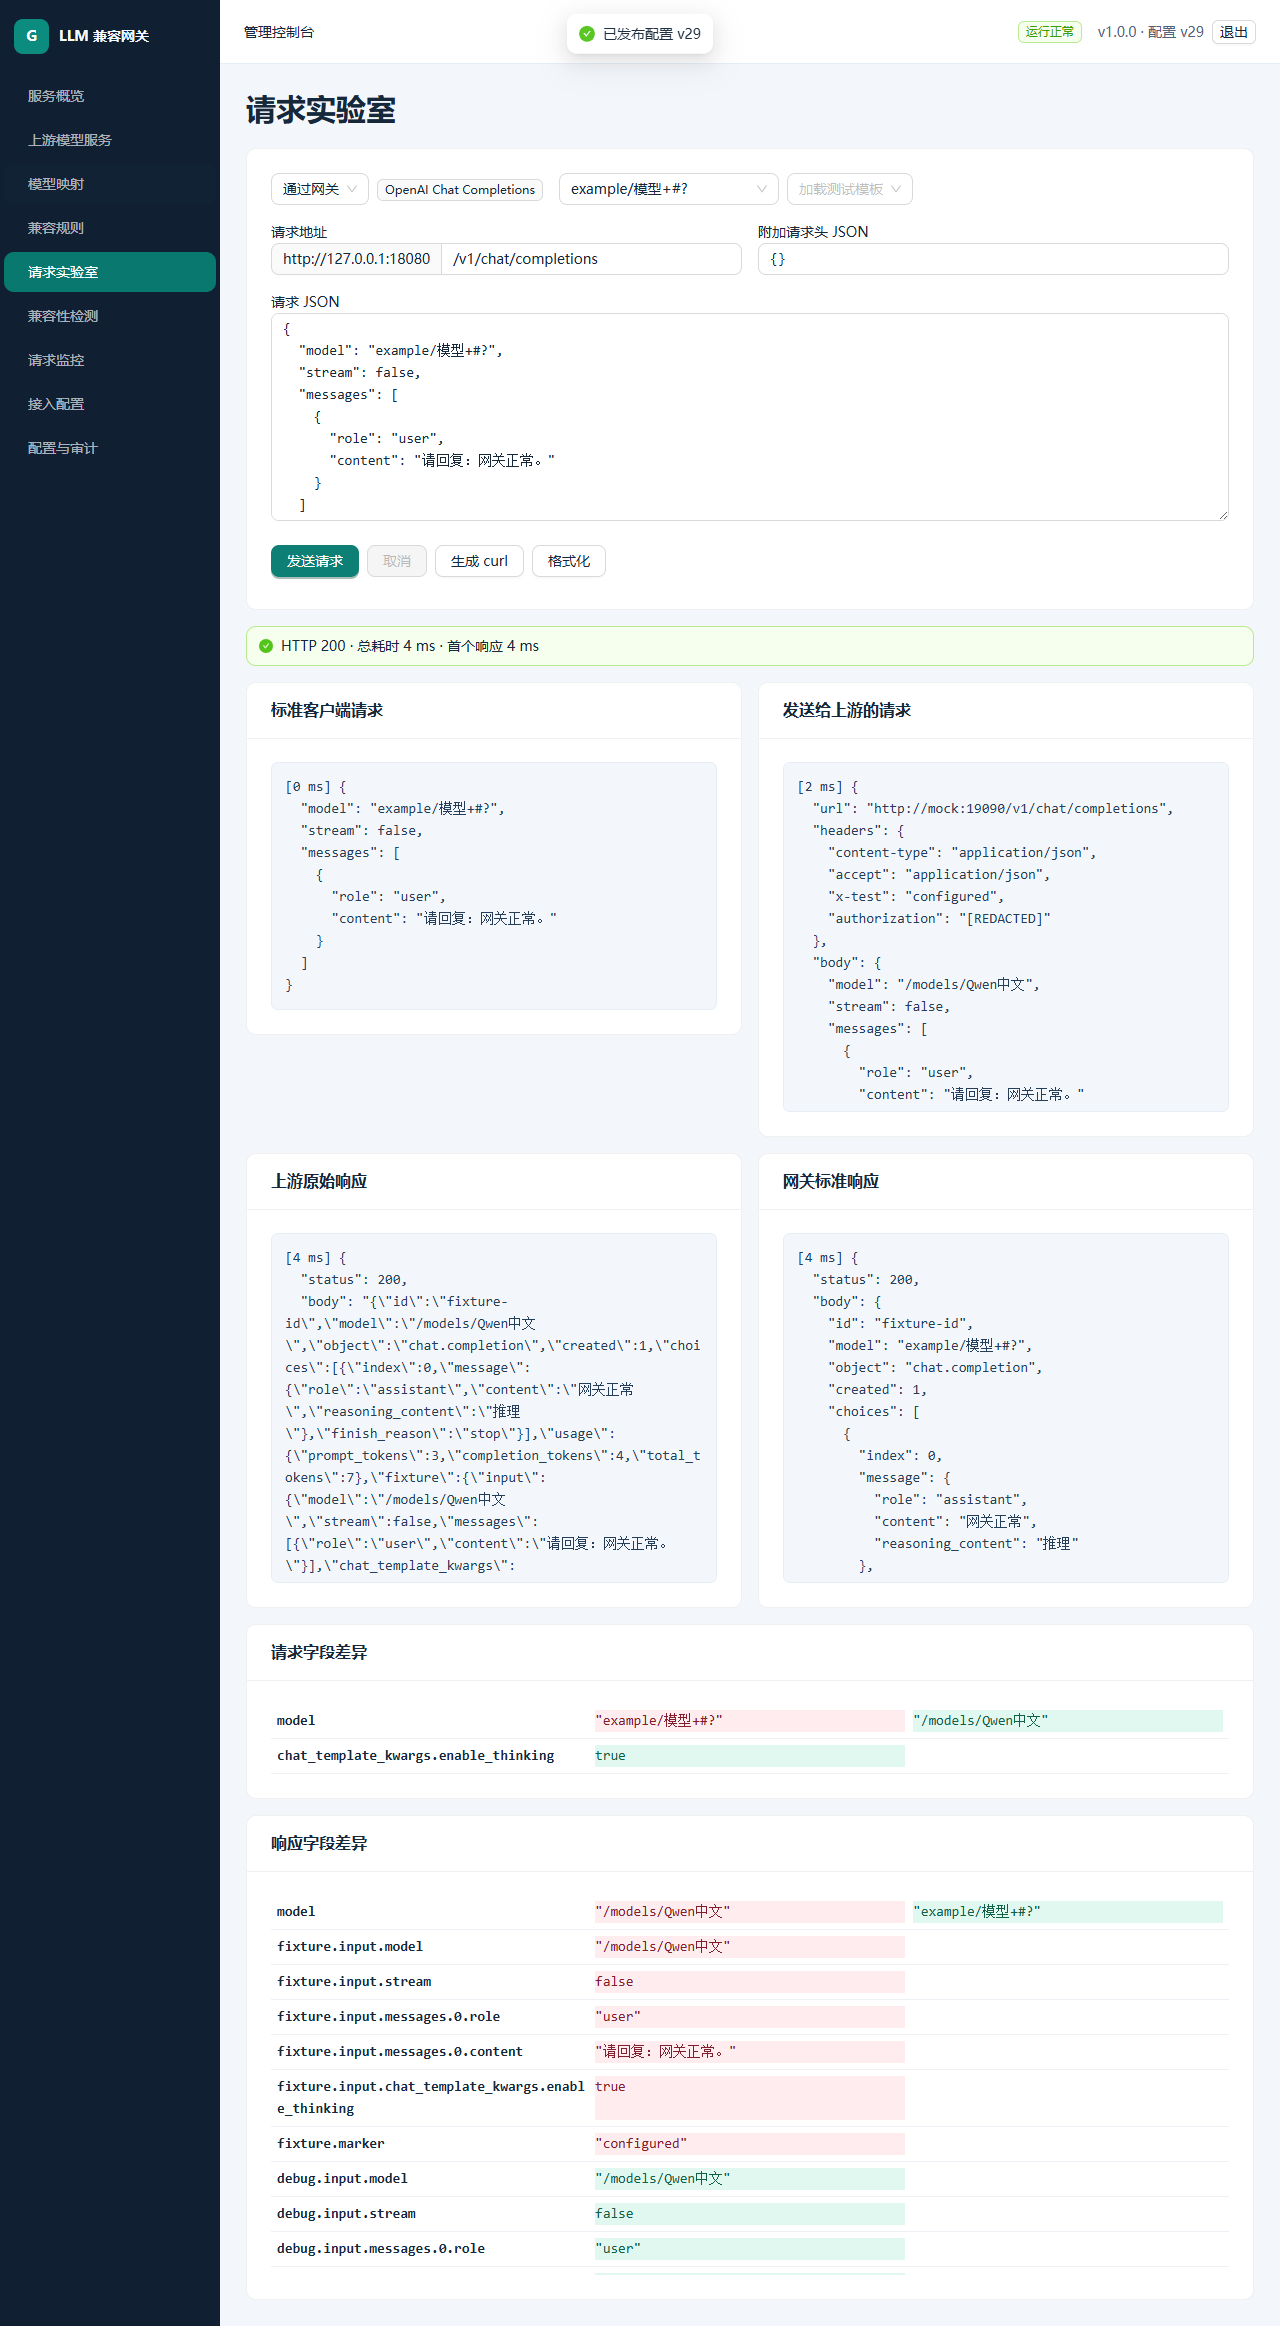 G LLM 兼容网关
服务概览
上游模型服务
模型映射
兼容规则
请求实验室
兼容性检测
请求监控
接入配置
配置与审计
管理控制台
已发布配置 v29
运行正常 v1.0.0 · 配置 v29 退出
请求实验室
通过网关 OpenAI Chat Completions example/模型+#? 加载测试模板
请求地址
http://127.0.0.1:18080 /v1/chat/completions
附加请求头 JSON
{}
请求 JSON
{
"model": "example/模型+#?",
"stream": false,
"messages": [
{
"role": "user",
"content": "请回复：网关正常。"
}
]
发送请求 取消 生成 curl 格式化
HTTP 200 · 总耗时 4 ms · 首个响应 4 ms
标准客户端请求
[0 ms] {
"model": "example/模型+#?",
"stream": false,
"messages": [
{
"role": "user",
"content": "请回复：网关正常。"
}
]
}
发送给上游的请求
[2 ms] {
"url": "http://mock:19090/v1/chat/completions",
"headers": {
"content-type": "application/json",
"accept": "application/json",
"x-test": "configured",
"authorization": "[REDACTED]"
},
"body": {
"model": "/models/Qwen中文",
"stream": false,
"messages": [
{
"role": "user",
"content": "请回复：网关正常。"
上游原始响应
[4 ms] {
"status": 200,
"body": "{\"id\":\"fixture-
id\",\"model\":\"/models/Qwen中文
\",\"object\":\"chat.completion\",\"created\":1,\"choi
ces\":[{\"index\":0,\"message\":
{\"role\":\"assistant\",\"content\":\"网关正常
\",\"reasoning_content\":\"推理
\"},\"finish_reason\":\"stop\"}],\"usage\":
{\"prompt_tokens\":3,\"completion_tokens\":4,\"total_t
okens\":7},\"fixture\":{\"input\":
{\"model\":\"/models/Qwen中文
\",\"stream\":false,\"messages\":
[{\"role\":\"user\",\"content\":\"请回复：网关正常。
\"}],\"chat_template_kwargs\":
网关标准响应
[4 ms] {
"status": 200,
"body": {
"id": "fixture-id",
"model": "example/模型+#?",
"object": "chat.completion",
"created": 1,
"choices": [
{
"index": 0,
"message": {
"role": "assistant",
"content": "网关正常",
"reasoning_content": "推理"
},
请求字段差异
model "example/模型+#?" "/models/Qwen中文"
chat_template_kwargs.enable_thinking true
响应字段差异
model "/models/Qwen中文" "example/模型+#?"
fixture.input.model "/models/Qwen中文"
fixture.input.stream false
fixture.input.messages.0.role "user"
fixture.input.messages.0.content "请回复：网关正常。"
fixture.input.chat_template_kwargs.enabl true
e_thinking
fixture.marker "configured"
debug.input.model "/models/Qwen中文"
debug.input.stream false
debug.input.messages.0.role "user"